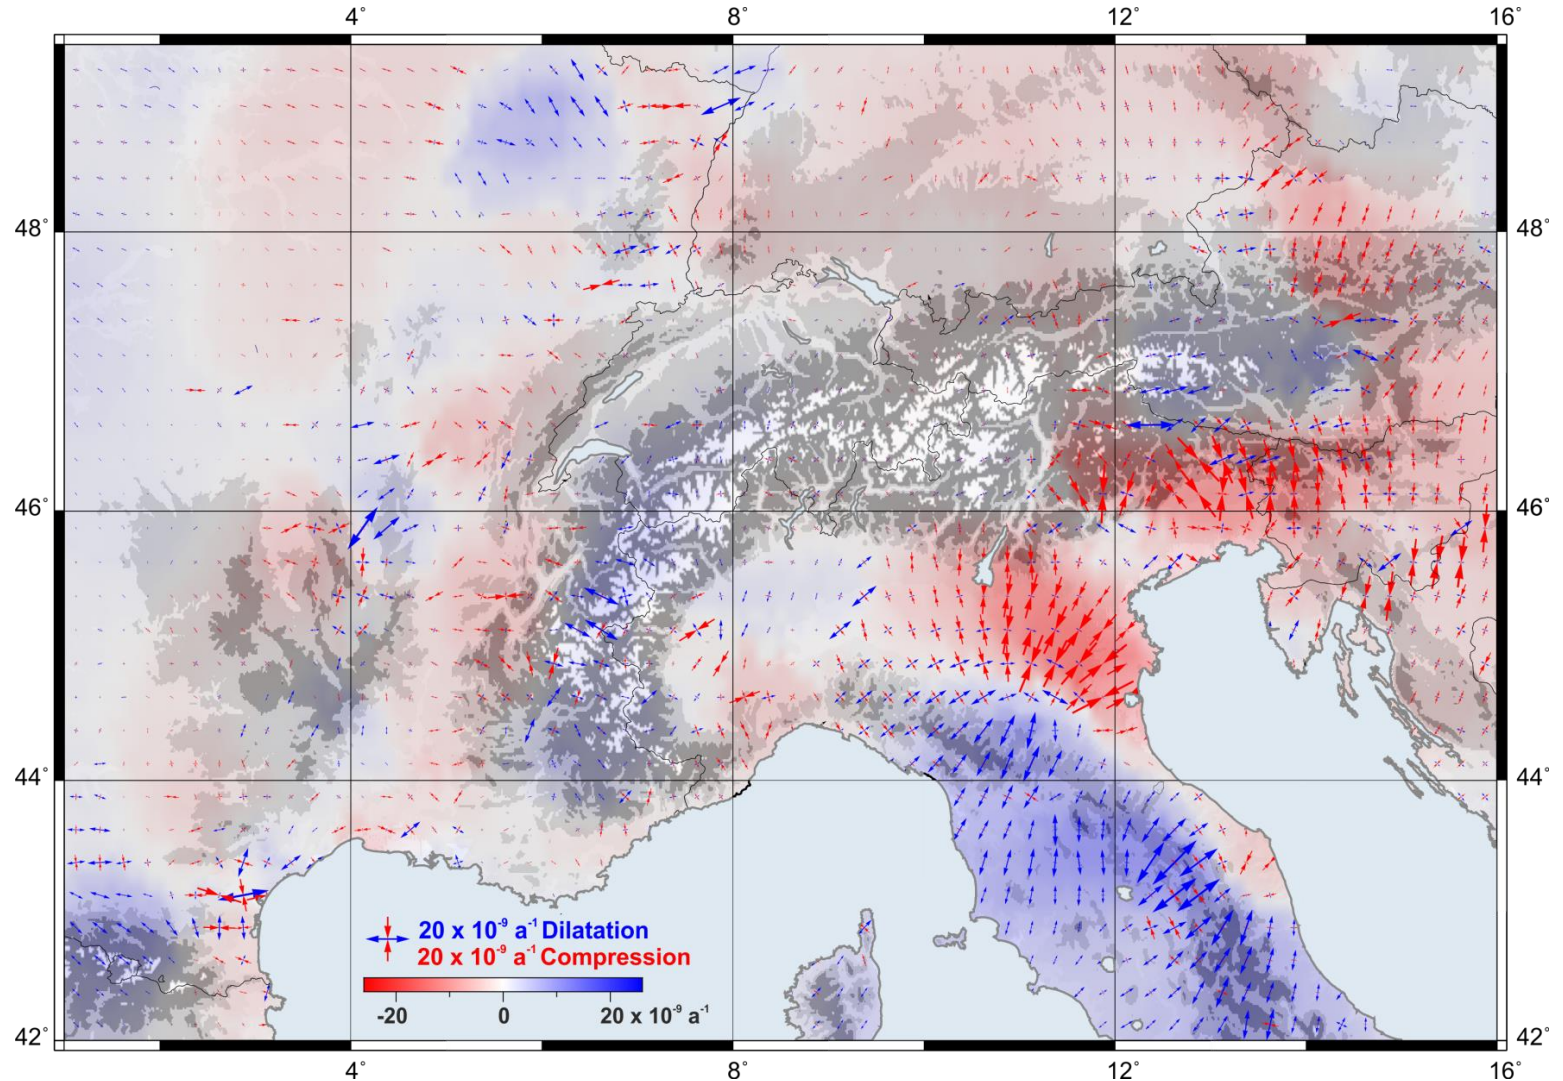 4° 8° 12° 16°
48° 48°
46° 46°
44° 44°
20 x 10⁻⁹ a⁻¹ Dilatation
20 x 10⁻⁹ a⁻¹ Compression
-20 0 20 x 10⁻⁹ a⁻¹
42° 42°
4° 8° 12° 16°